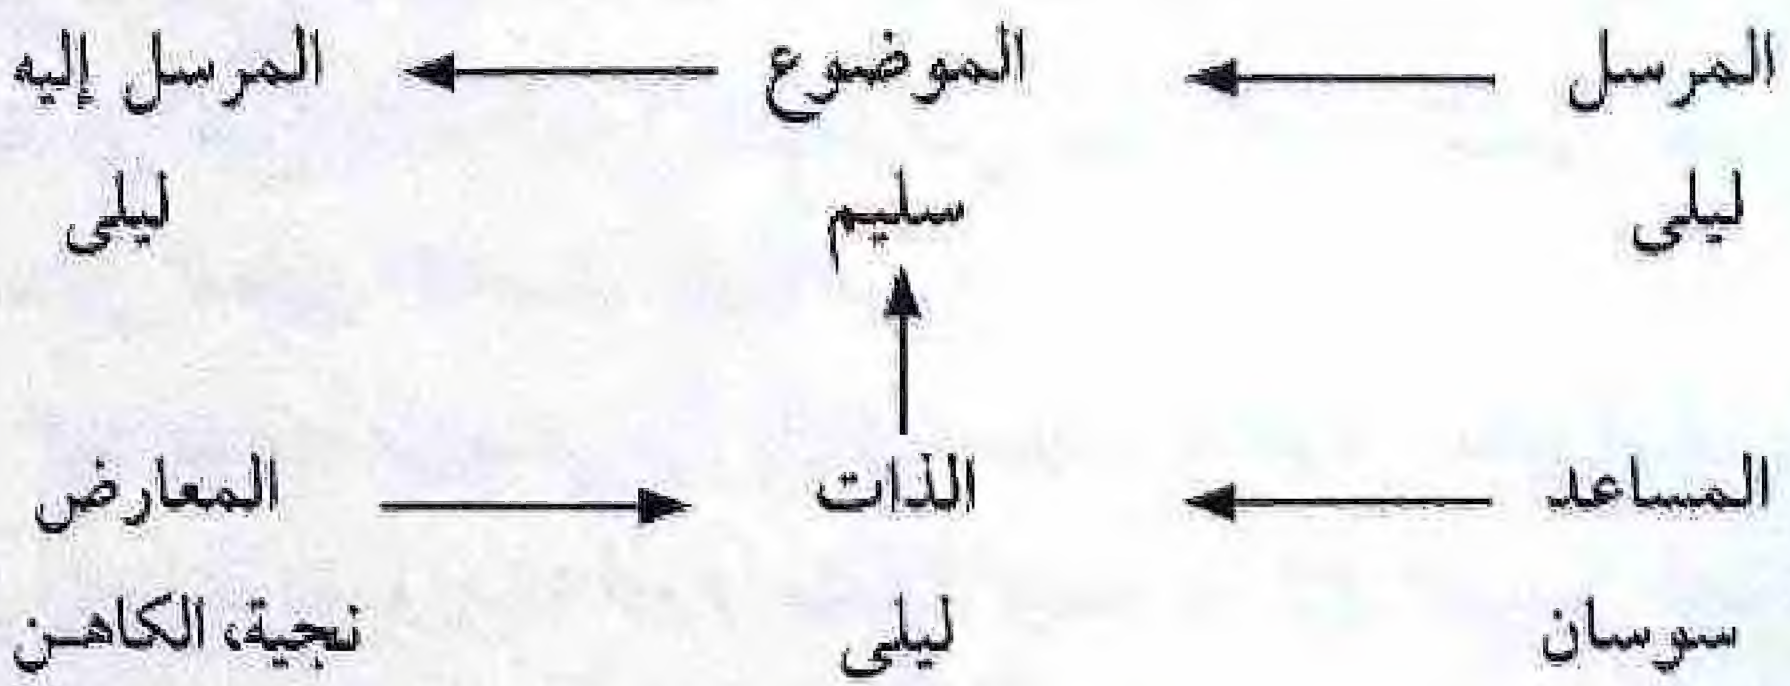 المرسل الموضوع المرسل إليه
ليلى سليم ليلى
المساعد الذات المعارض
سوسان ليلى نجية، الكاهن